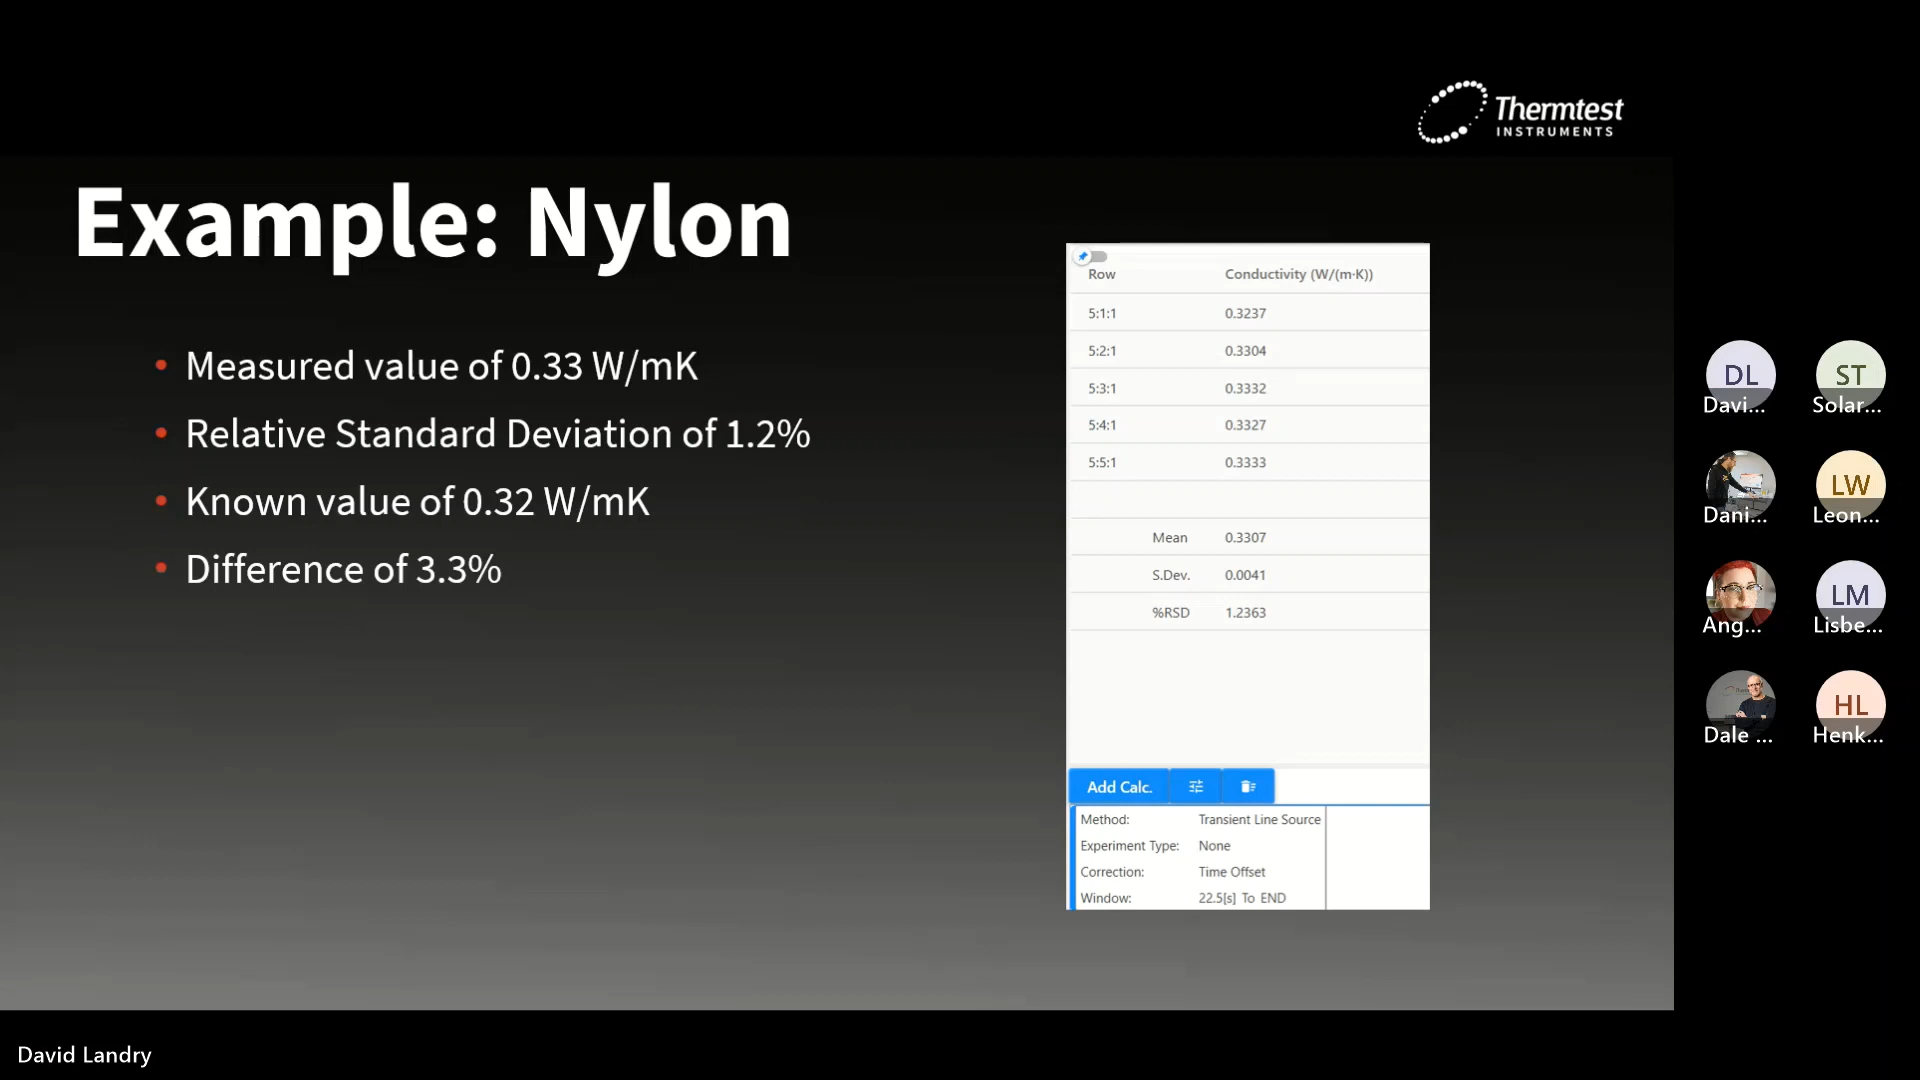 Thermtest
INSTRUMENTS
Example: Nylon
• Measured value of 0.33 W/mK
• Relative Standard Deviation of 1.2%
• Known value of 0.32 W/mK
• Difference of 3.3%
Row Conductivity (W/(m·K))
5:1:1 0.3237
5:2:1 0.3304
5:3:1 0.3332
5:4:1 0.3327
5:5:1 0.3333
Mean 0.3307
S.Dev. 0.0041
%RSD 1.2363
Add Calc.
Method: Transient Line Source
Experiment Type: None
Correction: Time Offset
Window: 22.5[s] To END
DL ST
Davi... Solar...
LW
Dani... Leon...
LM
Ang... Lisbe...
HL
Dale ... Henk...
David Landry